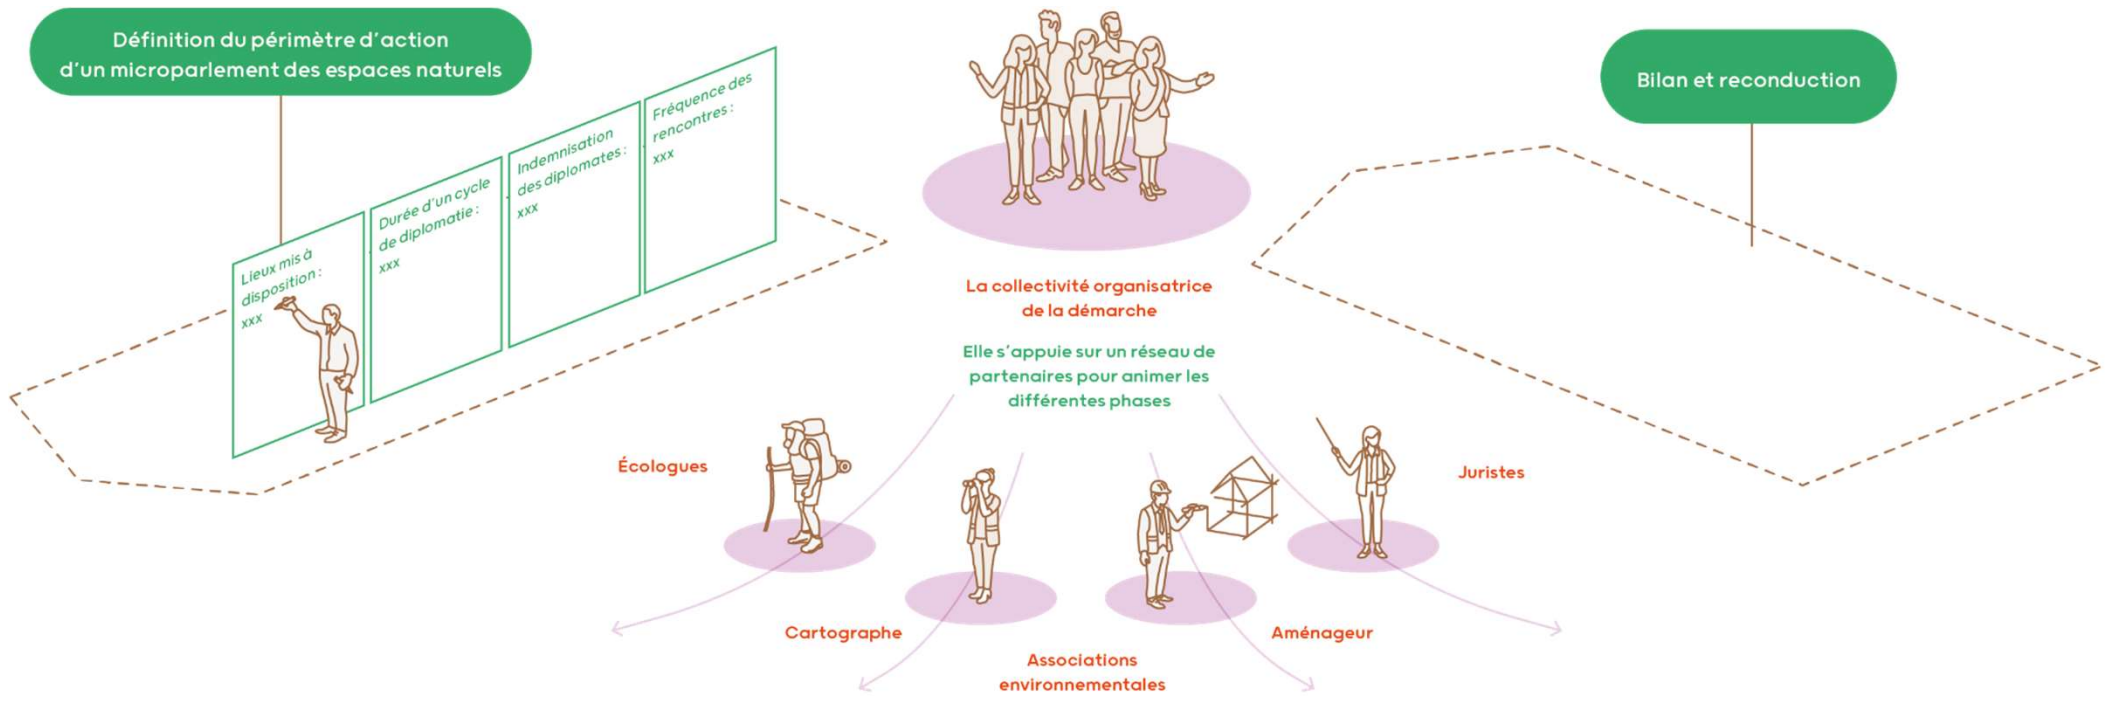 Définition du périmètre d'action
d'un microparlement des espaces naturels
Lieux mis à
disposition :
xxx
Durée d'un cycle
de diplomatie :
xxx
Indemnisation
des diplomates :
xxx
Fréquence des
rencontres :
xxx
La collectivité organisatrice
de la démarche
Elle s'appuie sur un réseau de
partenaires pour animer les
différentes phases
Écologues
Cartographe
Associations
environnementales
Aménageur
Juristes
Bilan et reconduction